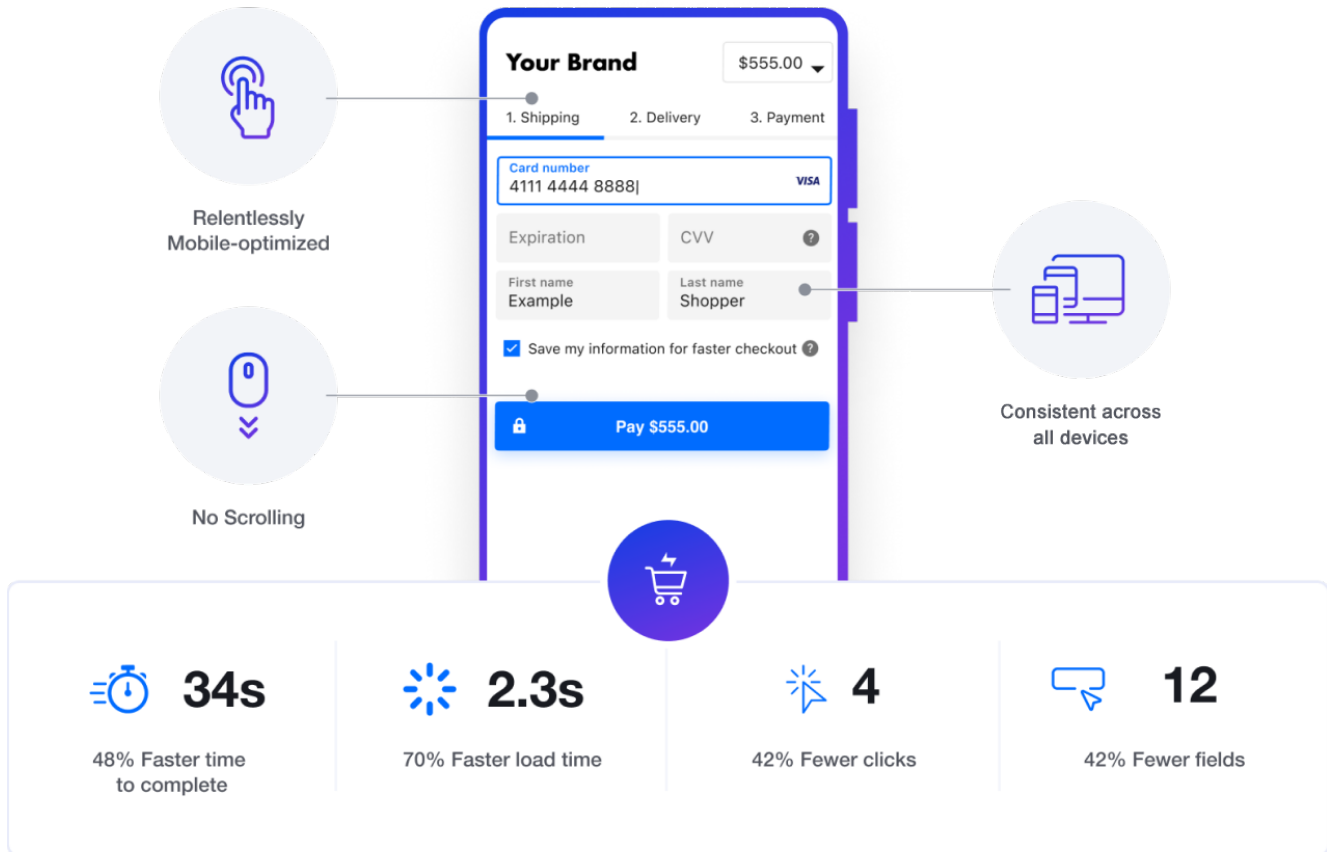 Your Brand
$555.00
1. Shipping
2. Delivery
3. Payment
Card number
4111 4444 8888|
VISA
Expiration
CVV
?
First name
Example
Last name
Shopper
Save my information for faster checkout ?
Pay $555.00
Relentlessly
Mobile-optimized
No Scrolling
Consistent across
all devices
34s
48% Faster time
to complete
2.3s
70% Faster load time
4
42% Fewer clicks
12
42% Fewer fields